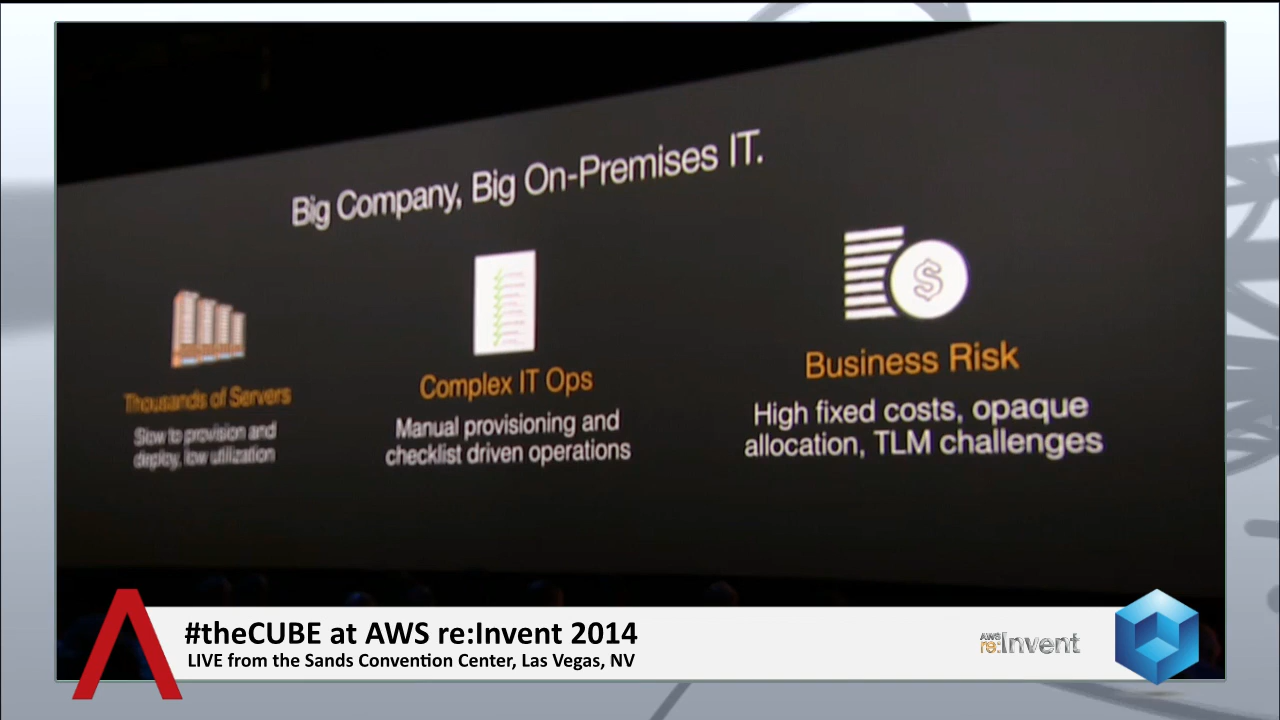 Big Company, Big On-Premises IT.
$
Thousands of Servers
Slow to provision and
deploy, low utilization
Complex IT Ops
Manual provisioning and
checklist driven operations
Business Risk
High fixed costs, opaque
allocation, TLM challenges
#theCUBE at AWS re:Invent 2014
LIVE from the Sands Convention Center, Las Vegas, NV
AWS
re:Invent